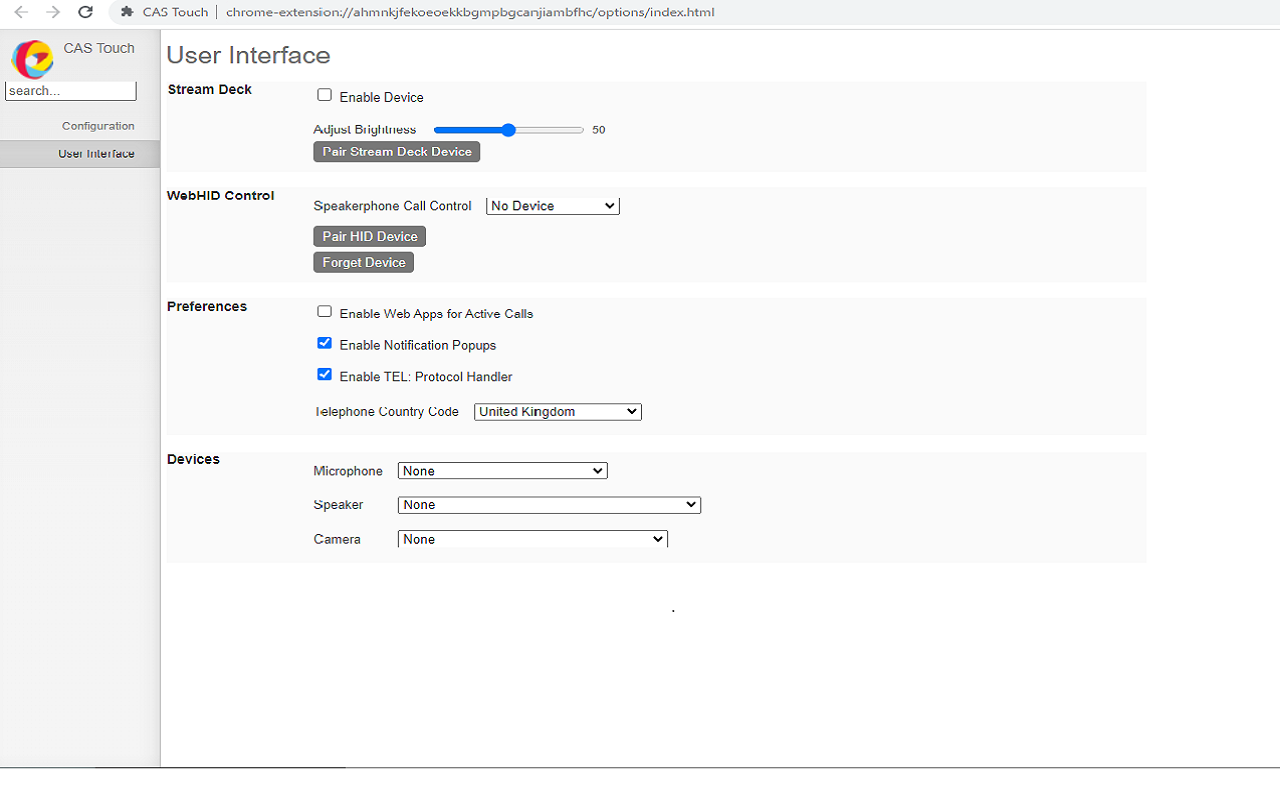 CAS Touch | chrome-extension://ahmnkjfekoeoekkbgmpbgcanjiambfhc/options/index.html
CAS Touch
search...
Configuration
User Interface
User Interface
Stream Deck
Enable Device
Adjust Brightness 50
Pair Stream Deck Device
WebHID Control
Speakerphone Call Control No Device
Pair HID Device
Forget Device
Preferences
Enable Web Apps for Active Calls
Enable Notification Popups
Enable TEL: Protocol Handler
Telephone Country Code United Kingdom
Devices
Microphone None
Speaker None
Camera None